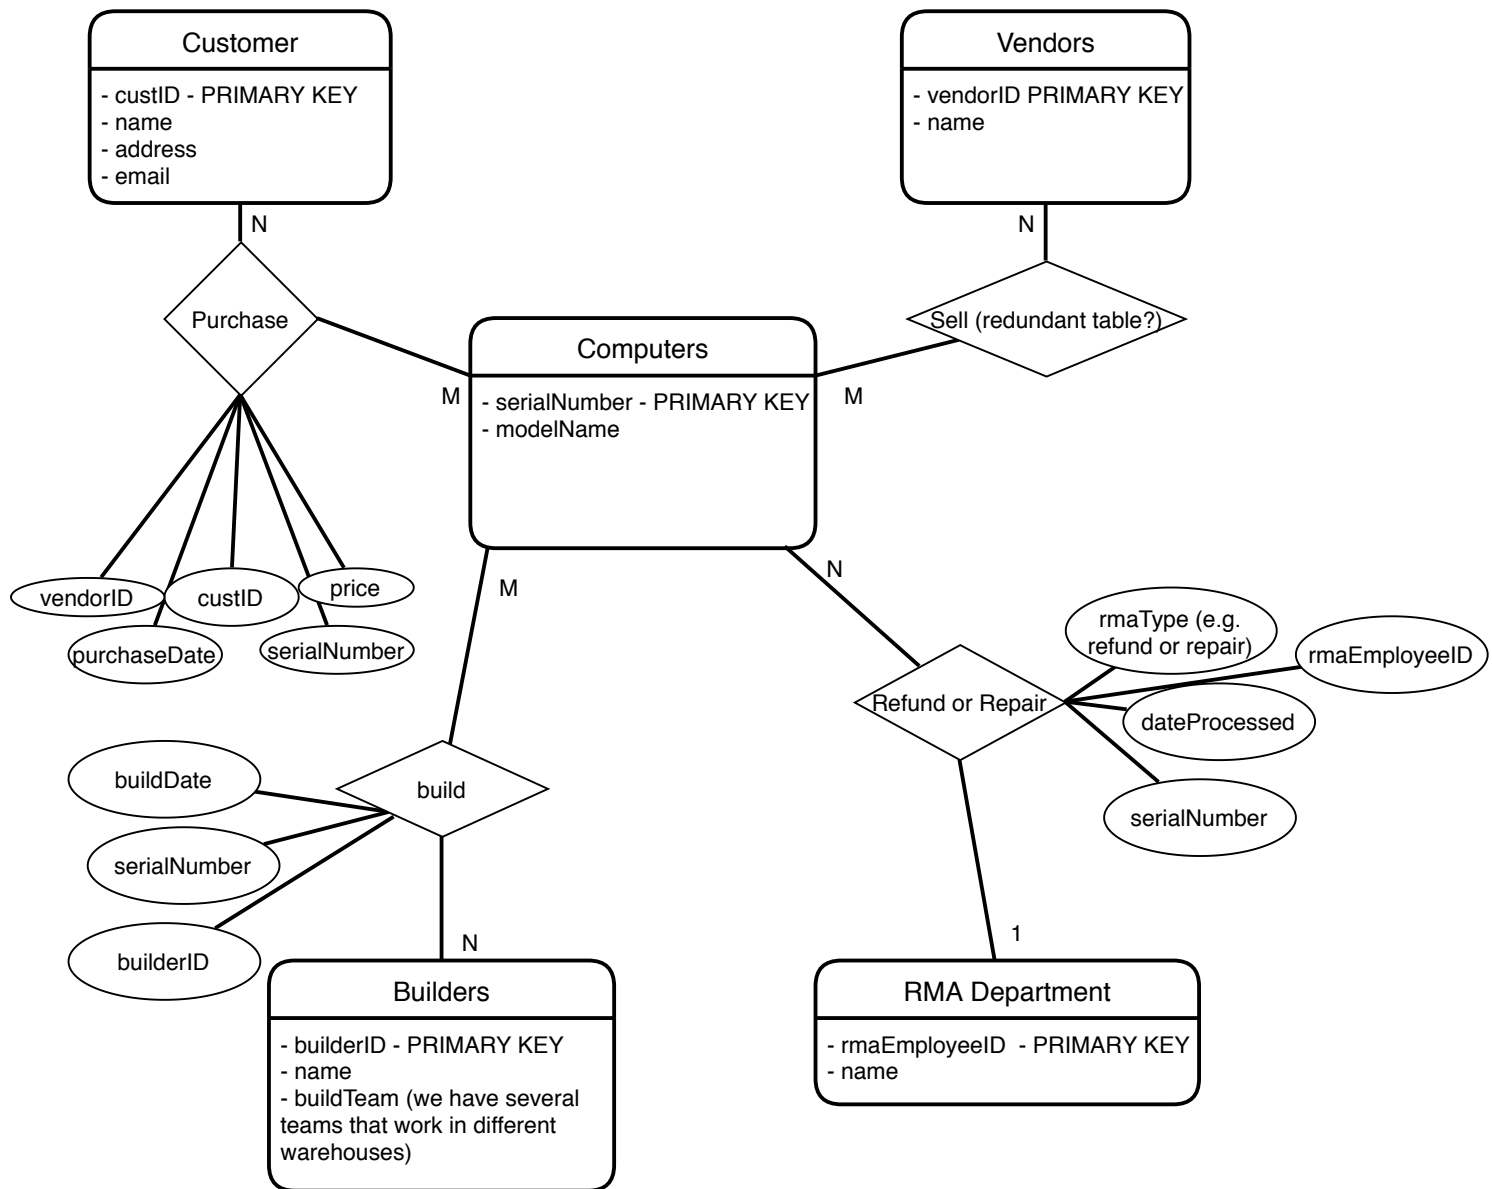 Customer
- custID - PRIMARY KEY
- name
- address
- email
Vendors
- vendorID PRIMARY KEY
- name
N
N
Purchase
Sell (redundant table?)
Computers
- serialNumber - PRIMARY KEY
- modelName
M
M
vendorID
custID
price
purchaseDate
serialNumber
M
N
rmaType (e.g.
refund or repair)
rmaEmployeeID
Refund or Repair
dateProcessed
serialNumber
buildDate
build
serialNumber
builderID
N
1
Builders
- builderID - PRIMARY KEY
- name
- buildTeam (we have several
teams that work in different
warehouses)
RMA Department
- rmaEmployeeID  - PRIMARY KEY
- name